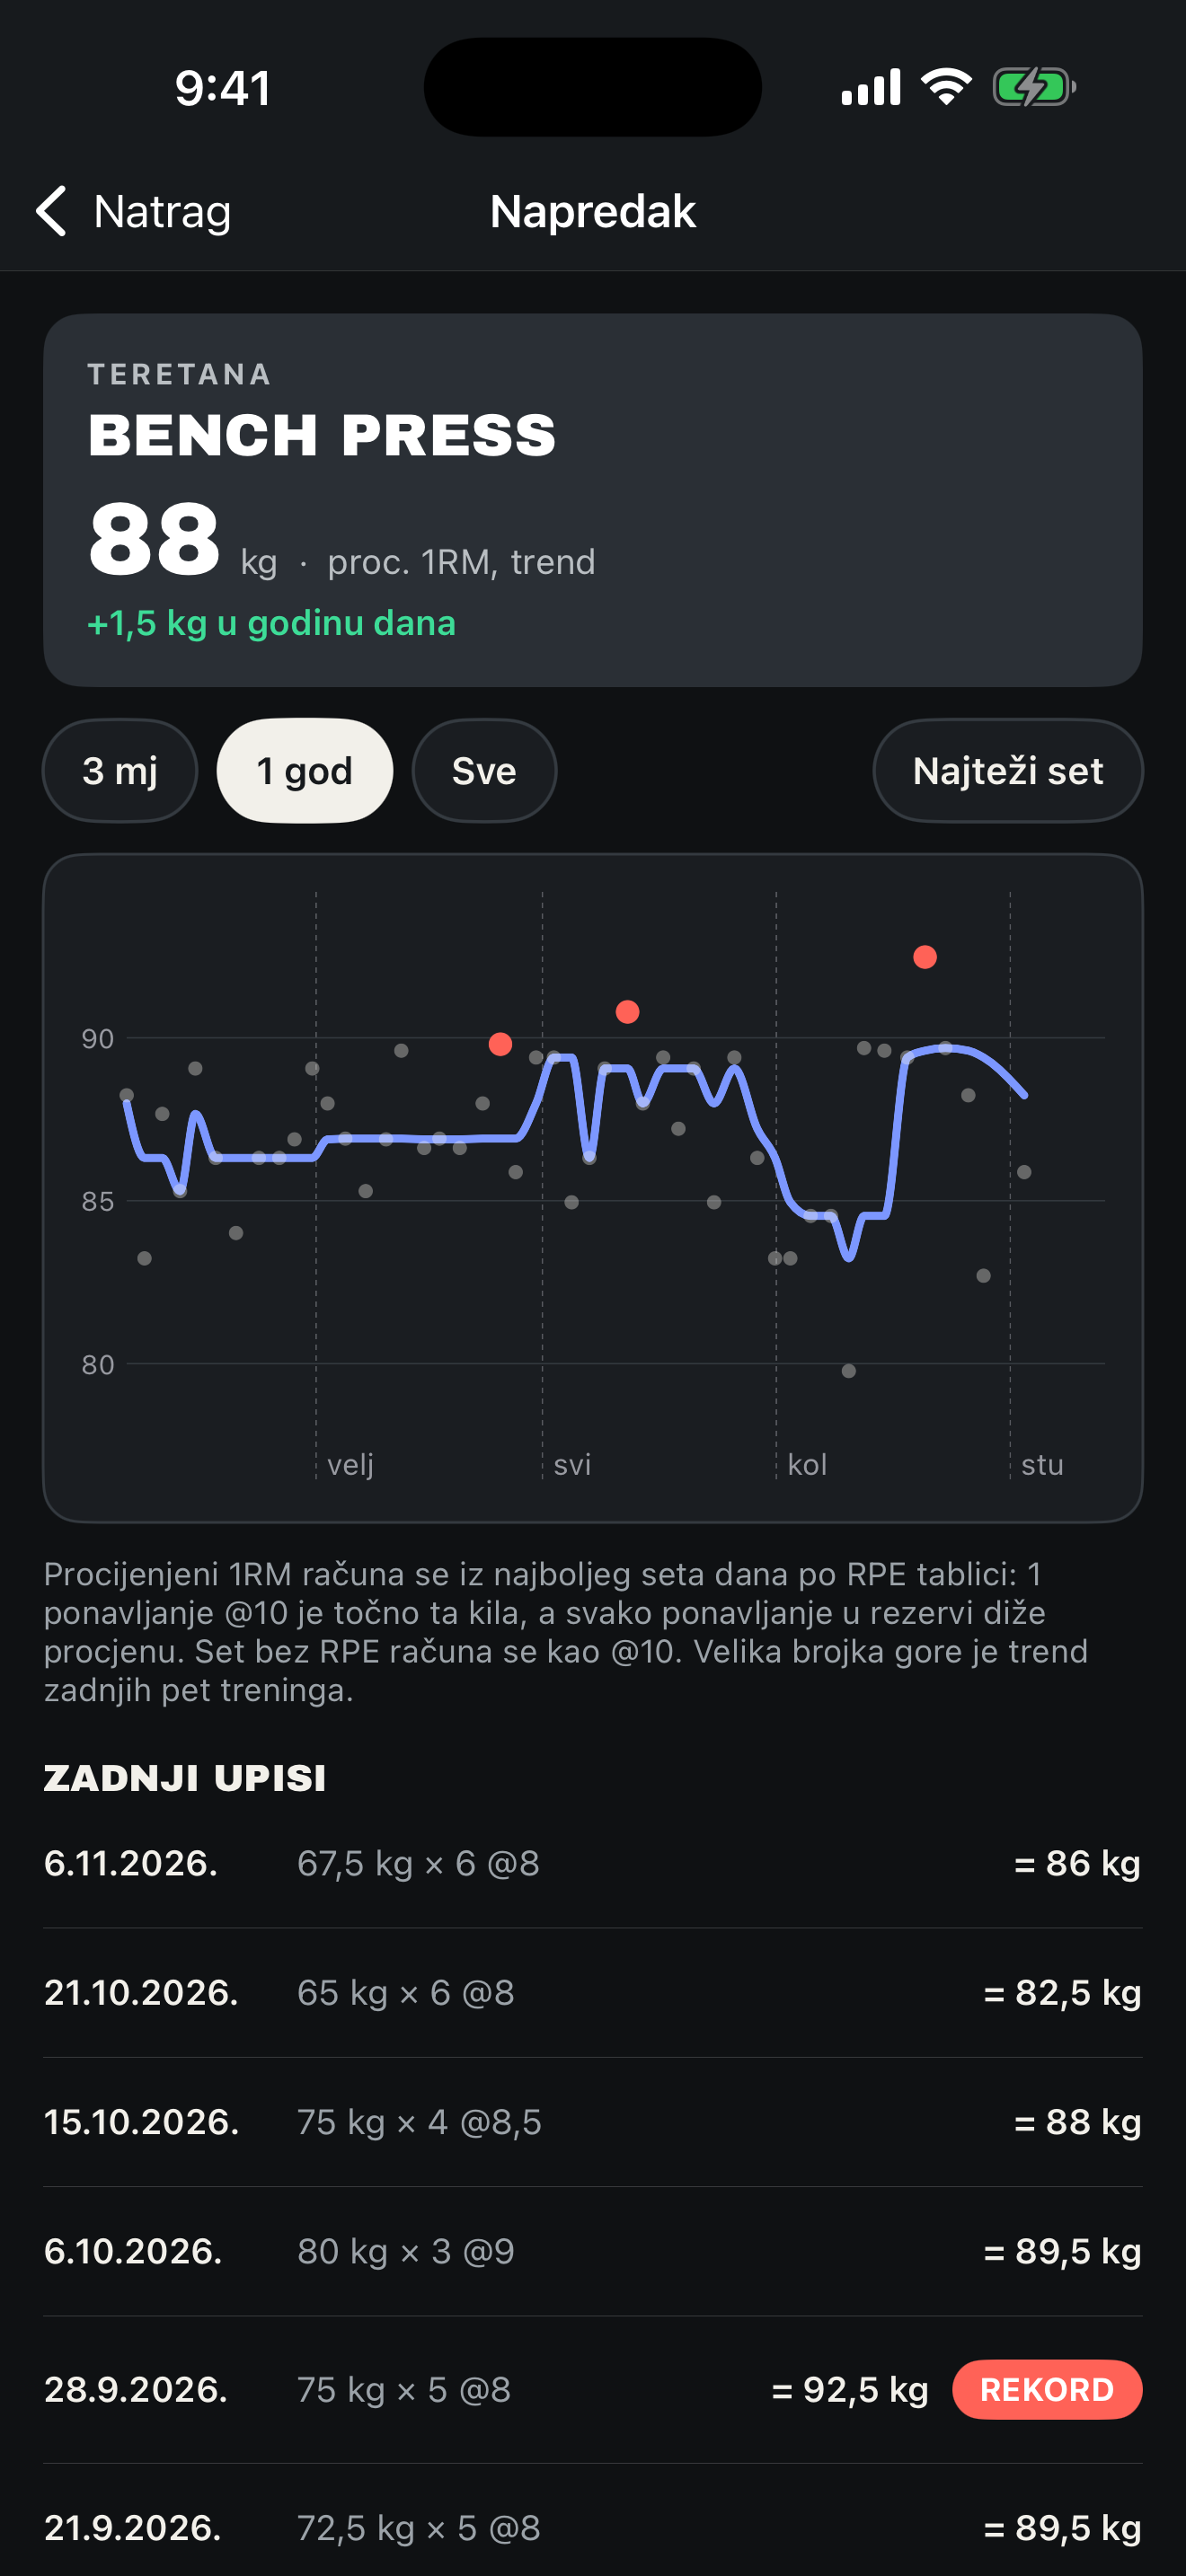 9:41
Natrag
Napredak
TERETANA
BENCH PRESS
88 kg · proc. 1RM, trend
+1,5 kg u godinu dana
3 mj
1 god
Sve
Najteži set
90
85
80
velj
svi
kol
stu
Procijenjeni 1RM računa se iz najboljeg seta dana po RPE tablici: 1
ponavljanje @10 je točno ta kila, a svako ponavljanje u rezervi diže
procjenu. Set bez RPE računa se kao @10. Velika brojka gore je trend
zadnjih pet treninga.
ZADNJI UPISI
6.11.2026. 67,5 kg × 6 @8 = 86 kg
21.10.2026. 65 kg × 6 @8 = 82,5 kg
15.10.2026. 75 kg × 4 @8,5 = 88 kg
6.10.2026. 80 kg × 3 @9 = 89,5 kg
28.9.2026. 75 kg × 5 @8 = 92,5 kg REKORD
21.9.2026. 72,5 kg × 5 @8 = 89,5 kg